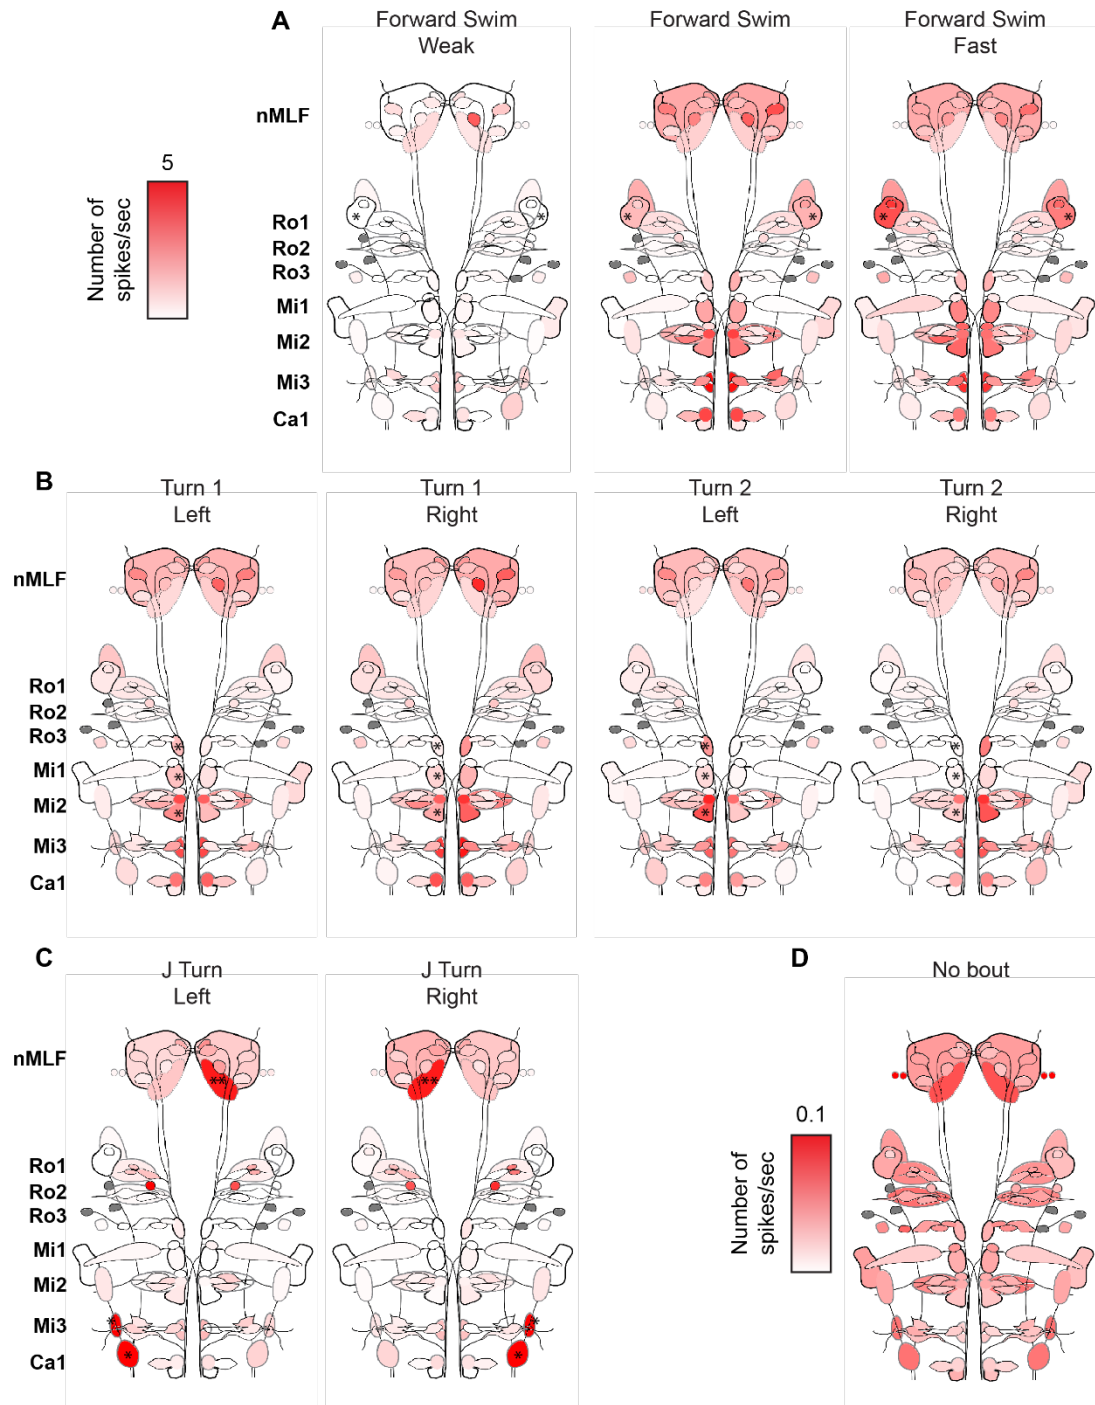 A
Forward Swim
Weak
Forward Swim
Forward Swim
Fast
nMLF
5
Number of
spikes/sec
Ro1
Ro2
Ro3
Mi1
Mi2
Mi3
Ca1
* *
* *
* *
B
Turn 1
Left
Turn 1
Right
Turn 2
Left
Turn 2
Right
nMLF
Ro1
Ro2
Ro3
Mi1
Mi2
Mi3
Ca1
* * * *
* * * *
* * * *
C
J Turn
Left
J Turn
Right
D
No bout
nMLF
** **
0.1
Number of
spikes/sec
Ro1
Ro2
Ro3
Mi1
Mi2
Mi3
Ca1
* *
* *